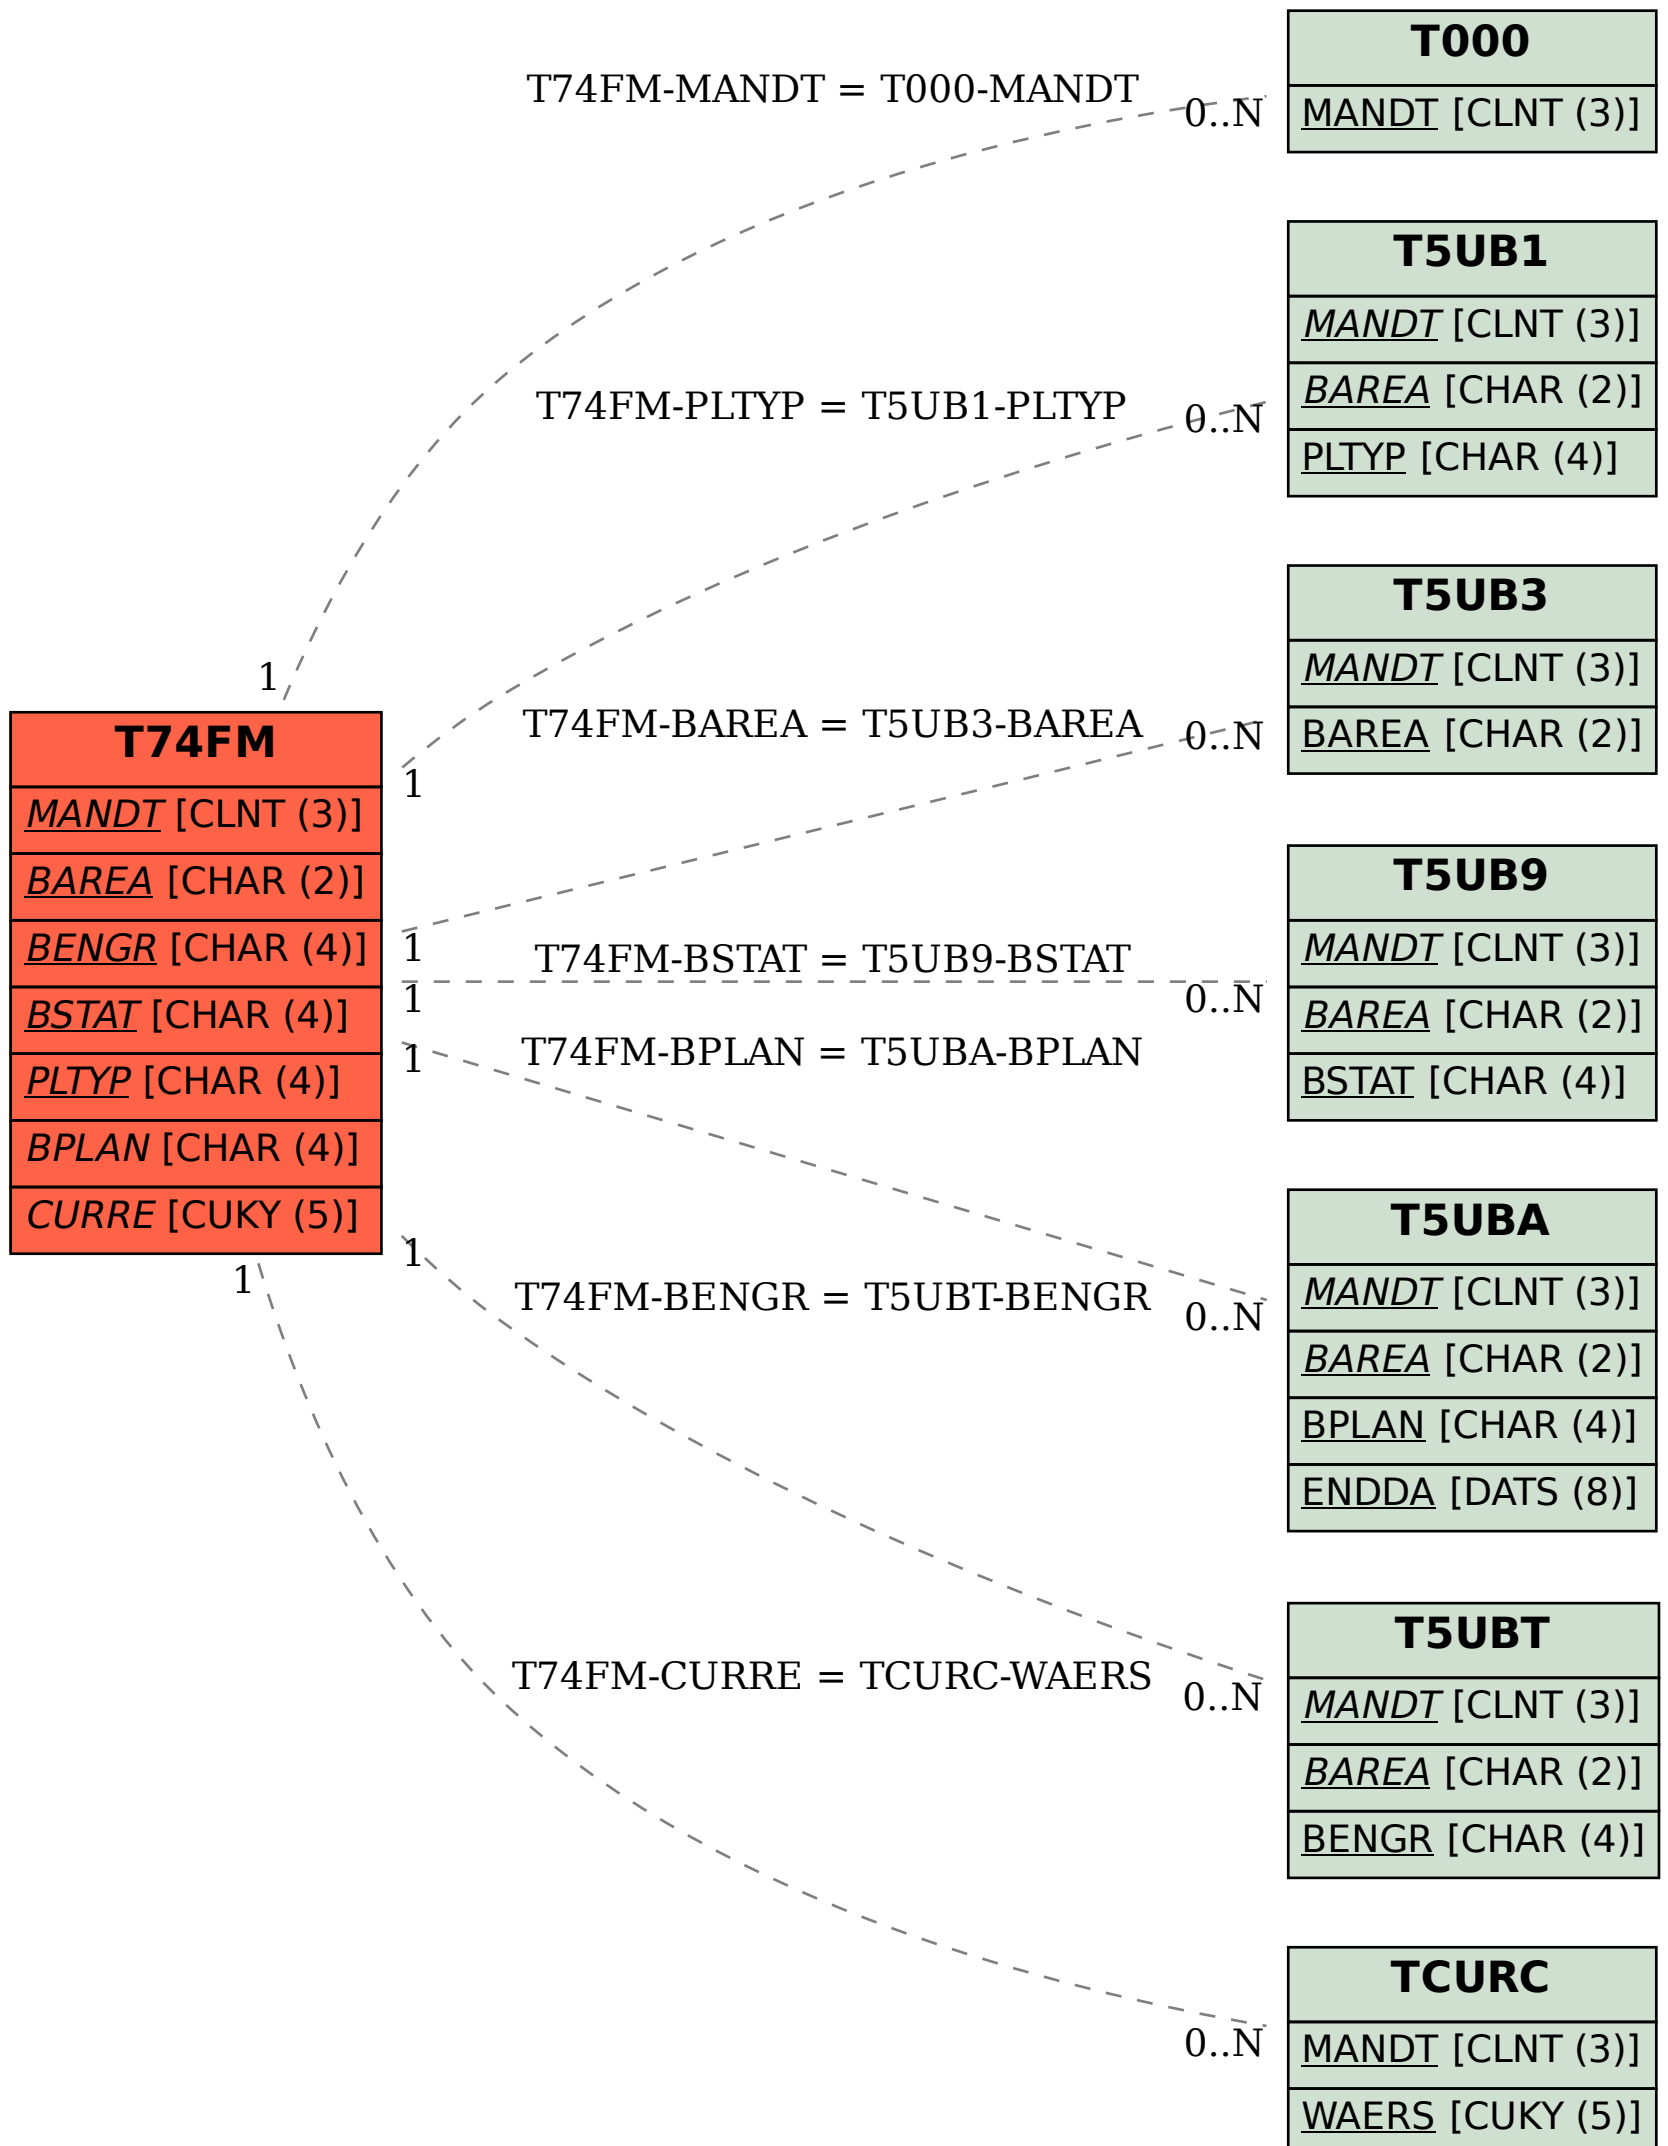 T000
MANDT [CLNT (3)]
T74FM-MANDT = T000-MANDT
0..N
1
T5UB1
MANDT [CLNT (3)]
BAREA [CHAR (2)]
PLTYP [CHAR (4)]
T74FM-PLTYP = T5UB1-PLTYP
0..N
1
T5UB3
MANDT [CLNT (3)]
BAREA [CHAR (2)]
T74FM-BAREA = T5UB3-BAREA
0..N
1
T74FM
MANDT [CLNT (3)]
BAREA [CHAR (2)]
BENGR [CHAR (4)]
BSTAT [CHAR (4)]
PLTYP [CHAR (4)]
BPLAN [CHAR (4)]
CURRE [CUKY (5)]
T5UB9
MANDT [CLNT (3)]
BAREA [CHAR (2)]
BSTAT [CHAR (4)]
T74FM-BSTAT = T5UB9-BSTAT
0..N
1
T74FM-BPLAN = T5UBA-BPLAN
0..N
1
T5UBA
MANDT [CLNT (3)]
BAREA [CHAR (2)]
BPLAN [CHAR (4)]
ENDDA [DATS (8)]
T74FM-BENGR = T5UBT-BENGR
0..N
1
T5UBT
MANDT [CLNT (3)]
BAREA [CHAR (2)]
BENGR [CHAR (4)]
T74FM-CURRE = TCURC-WAERS
0..N
1
TCURC
MANDT [CLNT (3)]
WAERS [CUKY (5)]